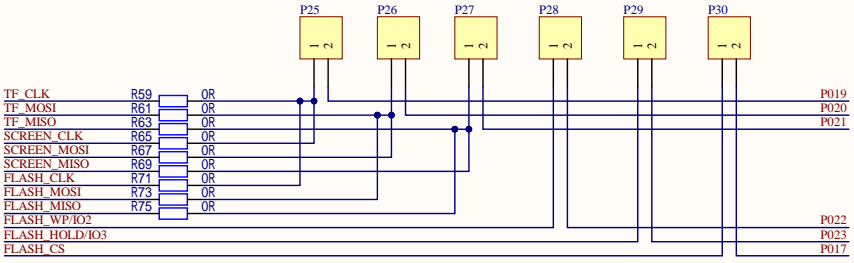 P25 P26 P27 P28 P29 P30
1 2 1 2 1 2 1 2 1 2 1 2
TF_CLK R59 0R P019
TF_MOSI R61 0R P020
TF_MISO R63 0R P021
SCREEN_CLK R65 0R
SCREEN_MOSI R67 0R
SCREEN_MISO R69 0R
FLASH_CLK R71 0R
FLASH_MOSI R73 0R
FLASH_MISO R75 0R
FLASH_WP/IO2 P022
FLASH_HOLD/IO3 P023
FLASH_CS P017